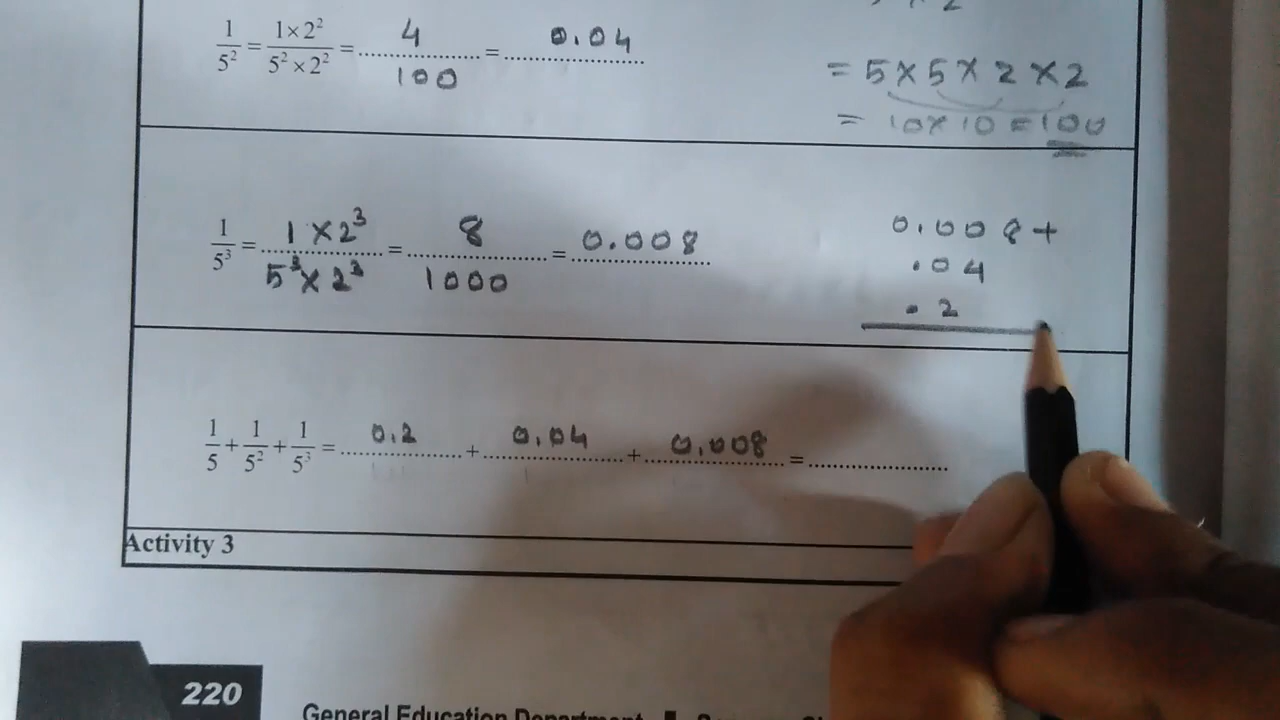 1/5² = 1×2²/5²×2² = 4/100 = 0.04
= 5×5×2×2
= 10×10=100
1/5³ = 1×2³/5³×2³ = 8/1000 = 0.008
0.008+
.04
.2
1/5 + 1/5² + 1/5³ = 0.2 + 0.04 + 0.008 =
Activity 3
220
General Education Department